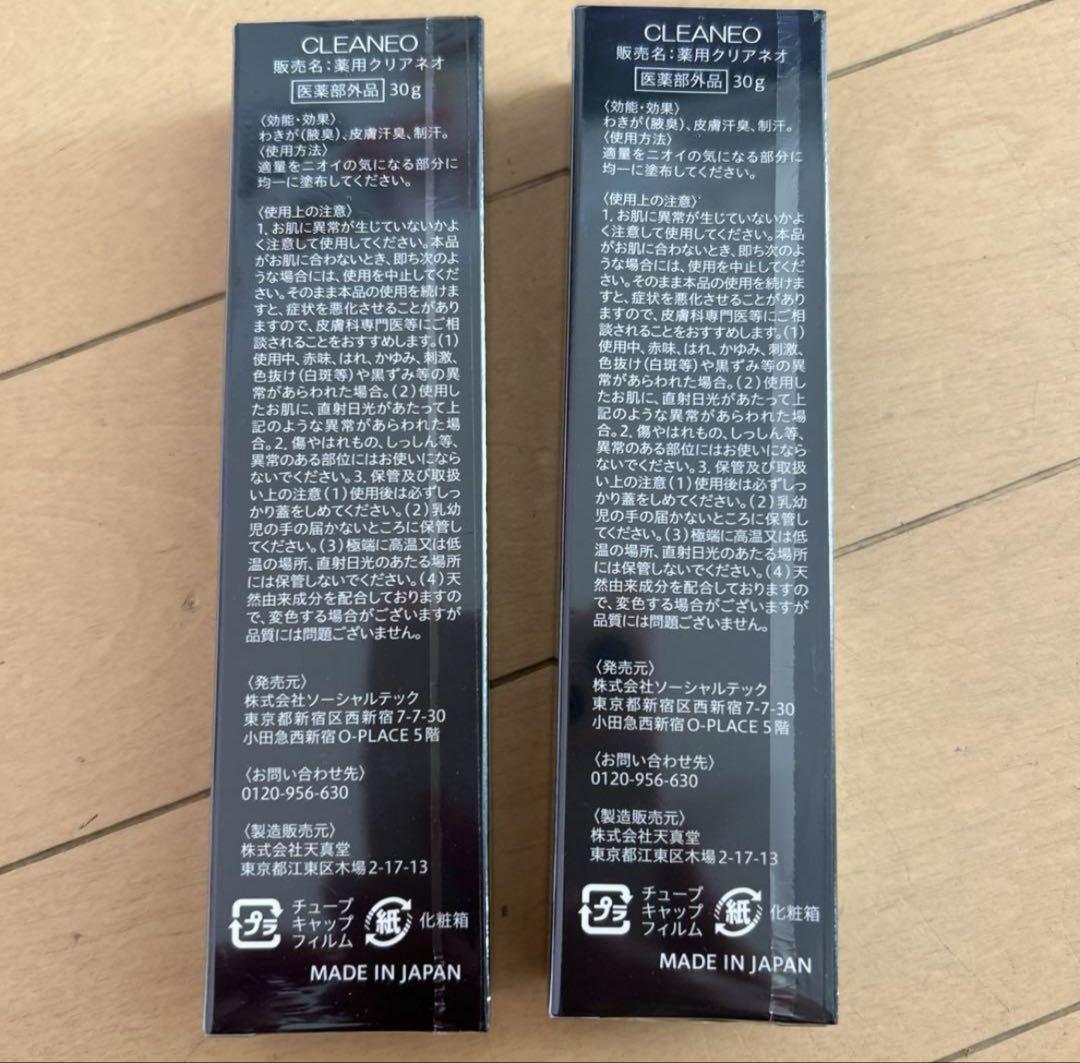 CLEANEO
販売名:薬用クリアネオ
医薬部外品 30g
〈効能・効果〉
わきが(腋臭)、皮膚汗臭、制汗。
〈使用方法〉
適量をニオイの気になる部分に
均一に塗布してください。
〈使用上の注意〉
1. お肌に異常が生じていないかよ
く注意して使用してください。本品
がお肌に合わないとき、即ち次のよ
うな場合には、使用を中止してくだ
さい。そのまま本品の使用を続けま
すと、症状を悪化させることがあり
ますので、皮膚科専門医等にご相
談されることをおすすめします。(1)
使用中、赤味、はれ、かゆみ、刺激、
色抜け(白斑等)や黒ずみ等の異
常があらわれた場合。(2)使用し
たお肌に、直射日光があたって上
記のような異常があらわれた場
合。2. 傷やはれもの、しっしん等、
異常のある部位にはお使いになら
ないでください。3. 保管及び取扱
い上の注意(1)使用後は必ずしっ
かり蓋をしめてください。(2)乳幼
児の手の届かないところに保管し
てください。(3)極端に高温又は低
温の場所、直射日光のあたる場所
には保管しないでください。(4)天
然由来成分を配合しておりますの
で、変色する場合がございますが
品質には問題ございません。
〈発売元〉
株式会社ソーシャルテック
東京都新宿区西新宿7-7-30
小田急西新宿O-PLACE 5階
〈お問い合わせ先〉
0120-956-630
〈製造販売元〉
株式会社天真堂
東京都江東区木場2-17-13
プラ チューブ
キャップ
フィルム
紙 化粧箱
MADE IN JAPAN
CLEANEO
販売名:薬用クリアネオ
医薬部外品 30g
〈効能・効果〉
わきが(腋臭)、皮膚汗臭、制汗。
〈使用方法〉
適量をニオイの気になる部分に
均一に塗布してください。
〈使用上の注意〉
1. お肌に異常が生じていないかよ
く注意して使用してください。本品
がお肌に合わないとき、即ち次のよ
うな場合には、使用を中止してくだ
さい。そのまま本品の使用を続けま
すと、症状を悪化させることがあり
ますので、皮膚科専門医等にご相
談されることをおすすめします。(1)
使用中、赤味、はれ、かゆみ、刺激、
色抜け(白斑等)や黒ずみ等の異
常があらわれた場合。(2)使用し
たお肌に、直射日光があたって上
記のような異常があらわれた場
合。2. 傷やはれもの、しっしん等、
異常のある部位にはお使いになら
ないでください。3. 保管及び取扱
い上の注意(1)使用後は必ずしっ
かり蓋をしめてください。(2)乳幼
児の手の届かないところに保管し
てください。(3)極端に高温又は低
温の場所、直射日光のあたる場所
には保管しないでください。(4)天
然由来成分を配合しておりますの
で、変色する場合がございますが
品質には問題ございません。
〈発売元〉
株式会社ソーシャルテック
東京都新宿区西新宿7-7-30
小田急西新宿O-PLACE 5階
〈お問い合わせ先〉
0120-956-630
〈製造販売元〉
株式会社天真堂
東京都江東区木場2-17-13
プラ チューブ
キャップ
フィルム
紙 化粧箱
MADE IN JAPAN